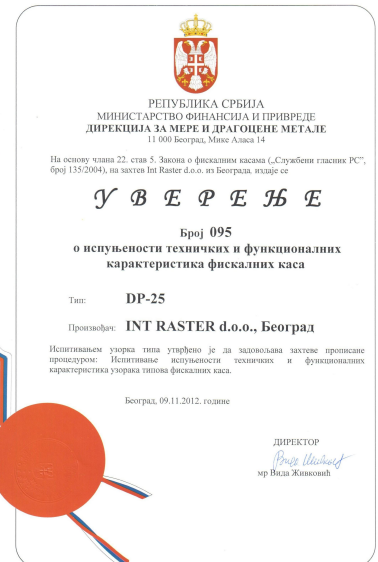 РЕПУБЛИКА СРБИЈА
МИНИСТАРСТВО ФИНАНСИЈА И ПРИВРЕДЕ
ДИРЕКЦИЈА ЗА МЕРЕ И ДРАГОЦЕНЕ МЕТАЛЕ
11 000 Београд, Мике Аласа 14
На основу члана 22. став 5. Закона о фискалним касама („Службени гласник РС”,
број 135/2004), на захтев Int Raster d.o.o. из Београда, издаје се
УВЕРЕЊЕ
Број 095
о испуњености техничких и функционалних
карактеристика фискалних каса
Тип: DP-25
Произвођач: INT RASTER d.o.o., Београд
Испитивањем узорка типа утврђено је да задовољава захтеве прописане
процедуром: Испитивање испуњености техничких и функционалних
карактеристика узорака типова фискалних каса.
Београд, 09.11.2012. године
ДИРЕКТОР
мр Вида Живковић